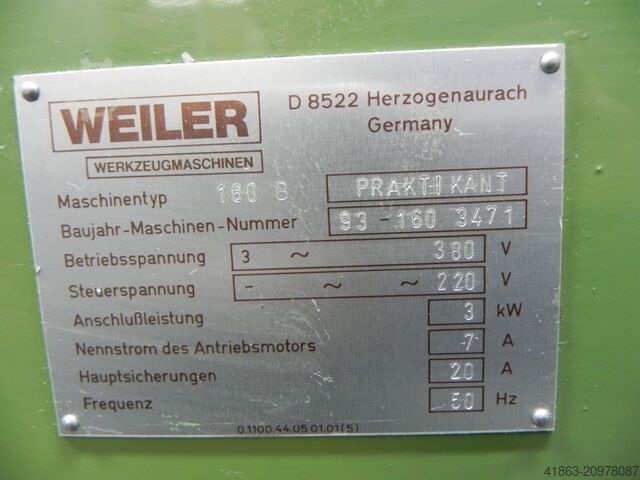 WEILER
WERKZEUGMASCHINEN
D 8522 Herzogenaurach
Germany
Maschinentyp 160 B PRAKTIKANT
Baujahr-Maschinen-Nummer 93-160 3471
Betriebsspannung 3 ~ 380 V
Steuerspannung - ~ ~ 220 V
Anschlußleistung 3 kW
Nennstrom des Antriebsmotors 7 A
Hauptsicherungen 20 A
Frequenz 50 Hz
0.1100.44.05.01.01(5)
41863-20978087